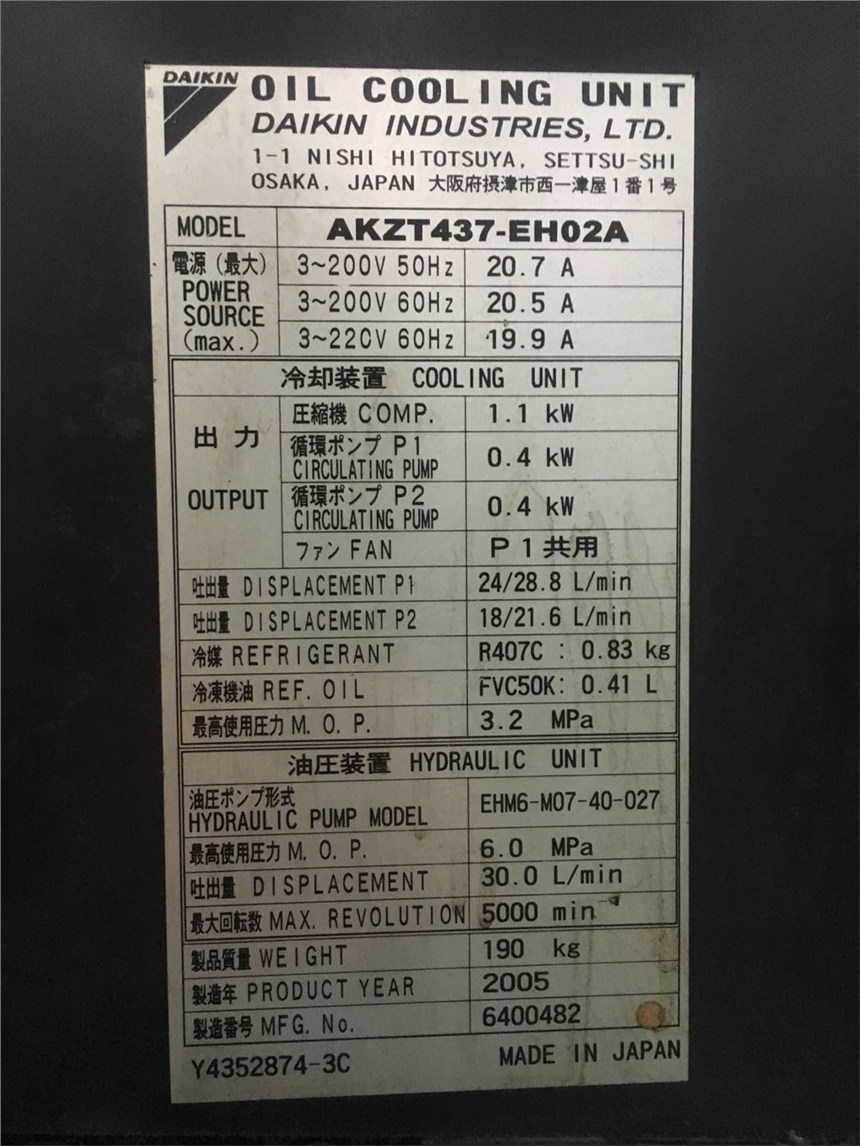 DAIKIN
OIL COOLING UNIT
DAIKIN INDUSTRIES, LTD.
1-1 NISHI HITOTSUYA, SETTSU-SHI
OSAKA, JAPAN 大阪府摂津市西一津屋1番1号
MODEL AKZT437-EH02A
電源(最大) POWER SOURCE (max.)
3~200V 50Hz 20.7 A
3~200V 60Hz 20.5 A
3~220V 60Hz 19.9 A
冷却装置 COOLING UNIT
出力 OUTPUT
圧縮機 COMP. 1.1 kW
循環ポンプ P1 CIRCULATING PUMP 0.4 kW
循環ポンプ P2 CIRCULATING PUMP 0.4 kW
ファン FAN P1共用
吐出量 DISPLACEMENT P1 24/28.8 L/min
吐出量 DISPLACEMENT P2 18/21.6 L/min
冷媒 REFRIGERANT R407C : 0.83 kg
冷凍機油 REF. OIL FVC50K: 0.41 L
最高使用圧力 M. O. P. 3.2 MPa
油圧装置 HYDRAULIC UNIT
油圧ポンプ形式 HYDRAULIC PUMP MODEL EHM6-M07-40-027
最高使用圧力 M. O. P. 6.0 MPa
吐出量 DISPLACEMENT 30.0 L/min
最大回転数 MAX. REVOLUTION 5000 min
製品質量 WEIGHT 190 kg
製造年 PRODUCT YEAR 2005
製造番号 MFG. No. 6400482
Y4352874-3C MADE IN JAPAN